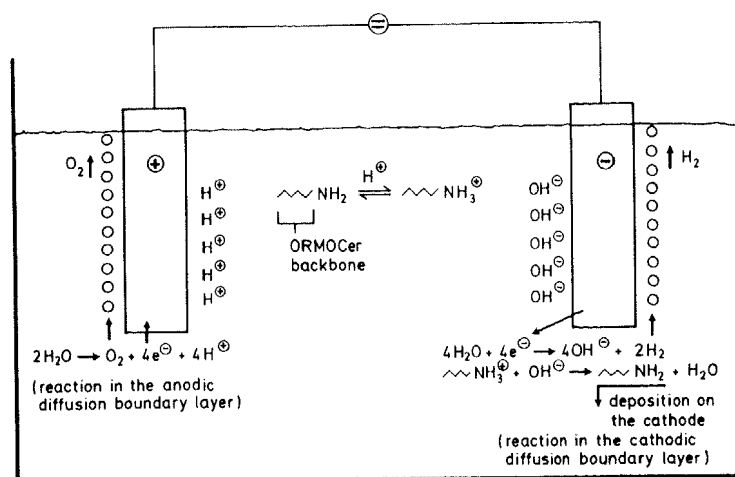 ⊖
O₂
⊕
H⊕
H⊕
H⊕
H⊕
H⊕
H⊕
NH₂ ⇌ NH₃⊕
ORMOCer
backbone
OH⊖
OH⊖
OH⊖
OH⊖
OH⊖
⊖
H₂
2H₂O → O₂ + 4e⊖ + 4H⊕
(reaction in the anodic
diffusion boundary layer)
4H₂O + 4e⊖ → 4OH⊖ + 2H₂
NH₃⊕ + OH⊖ → NH₂ + H₂O
deposition on
the cathode
(reaction in the cathodic
diffusion boundary layer)